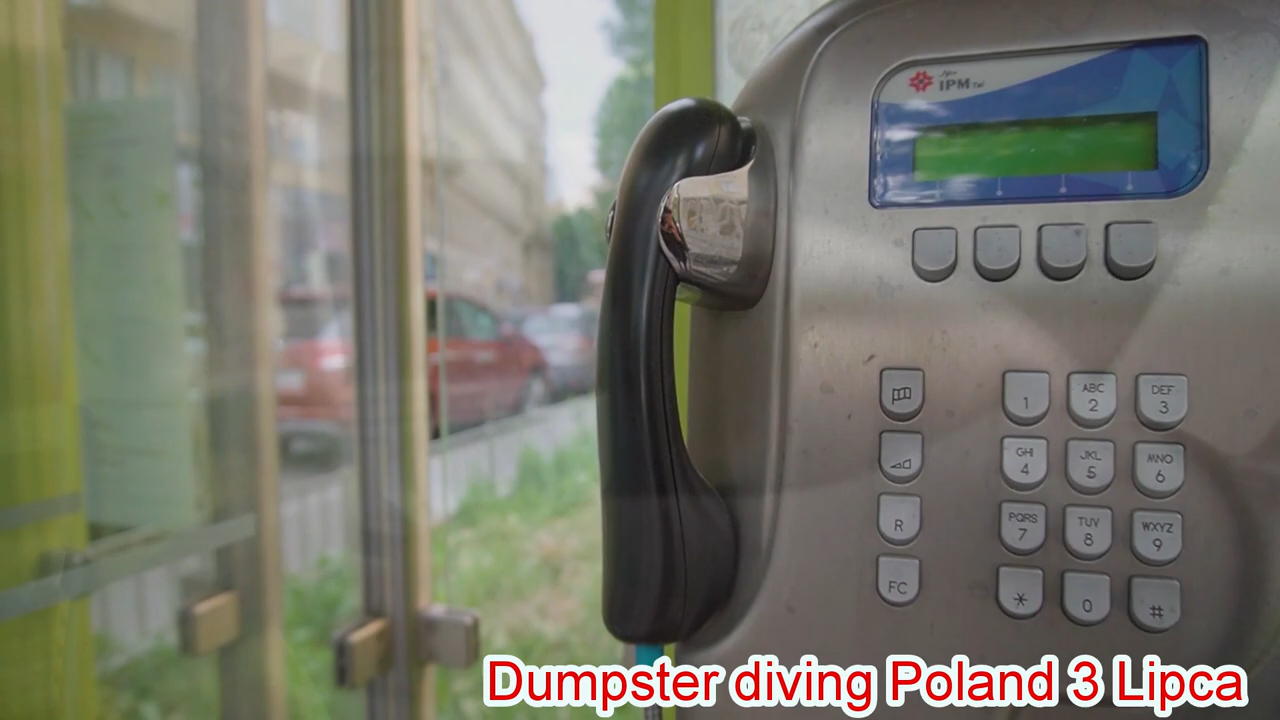 IPM Tel
1
ABC
2
DEF
3
GHI
4
JKL
5
MNO
6
R
PQRS
7
TUV
8
WXYZ
9
FC
*
0
#
Dumpster diving Poland 3 Lipca